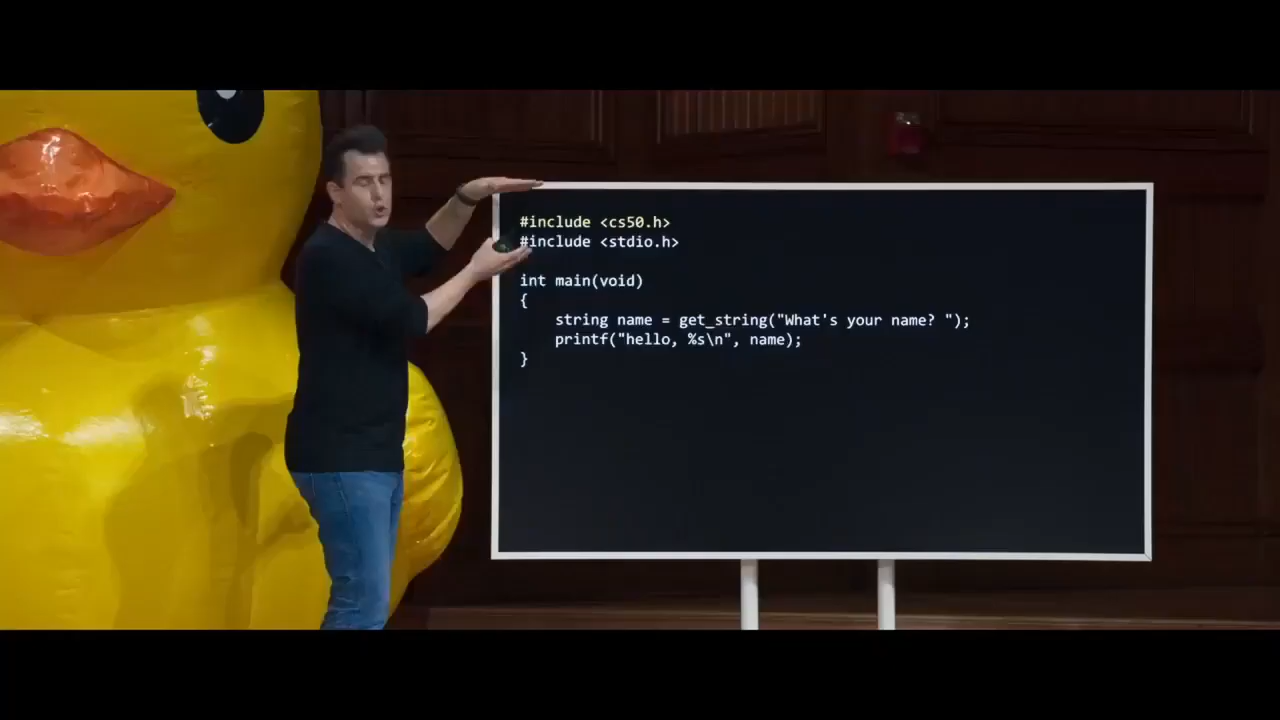 #include <cs50.h>
#include <stdio.h>
int main(void)
{
string name = get_string("What's your name? ");
printf("hello, %s\n", name);
}